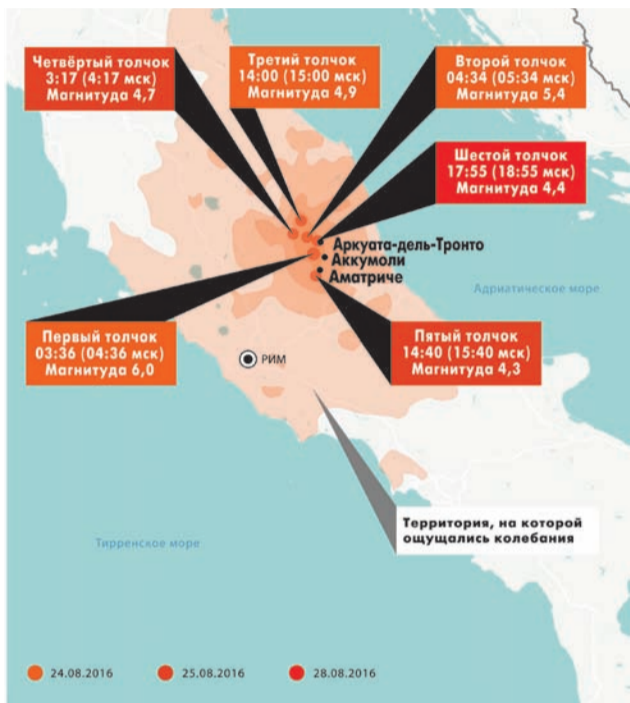 Четвёртый толчок
3:17 (4:17 мск)
Магнитуда 4,7
Третий толчок
14:00 (15:00 мск)
Магнитуда 4,9
Второй толчок
04:34 (05:34 мск)
Магнитуда 5,4
Шестой толчок
17:55 (18:55 мск)
Магнитуда 4,4
Аркуата-дель-Тронто
Аккумоли
Аматриче
Адриатическое море
Первый толчок
03:36 (04:36 мск)
Магнитуда 6,0
РИМ
Пятый толчок
14:40 (15:40 мск)
Магнитуда 4,3
Территория, на которой
ощущались колебания
Тирренское море
24.08.2016
25.08.2016
28.08.2016